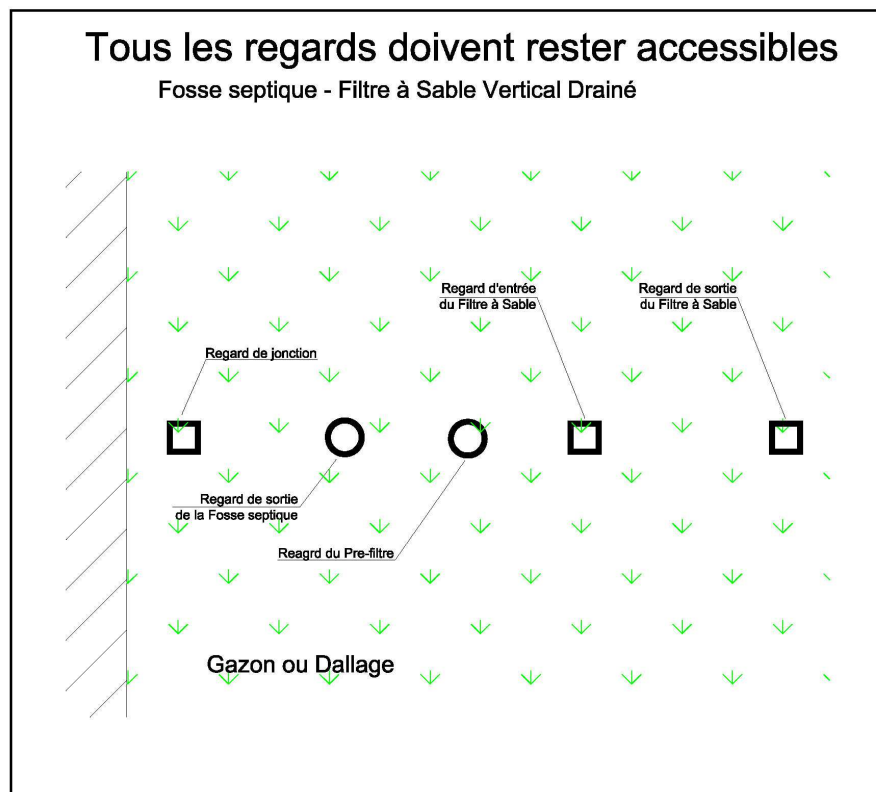 Tous les regards doivent rester accessibles
Fosse septique - Filtre à Sable Vertical Drainé
Regard d'entrée
du Filtre à Sable
Regard de sortie
du Filtre à Sable
Regard de jonction
Regard de sortie
de la Fosse septique
Reagrd du Pre-filtre
Gazon ou Dallage